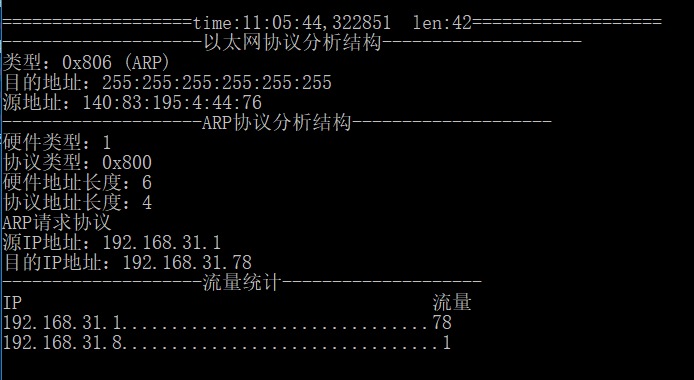 ===================time:11:05:44,322851  len:42===================
--------------------以太网协议分析结构--------------------
类型：0x806 (ARP)
目的地址：255:255:255:255:255:255
源地址：140:83:195:4:44:76
--------------------ARP协议分析结构--------------------
硬件类型：1
协议类型：0x800
硬件地址长度：6
协议地址长度：4
ARP请求协议
源IP地址：192.168.31.1
目的IP地址：192.168.31.78
--------------------流量统计--------------------
IP                                         流量
192.168.31.1...............................78
192.168.31.8................................1